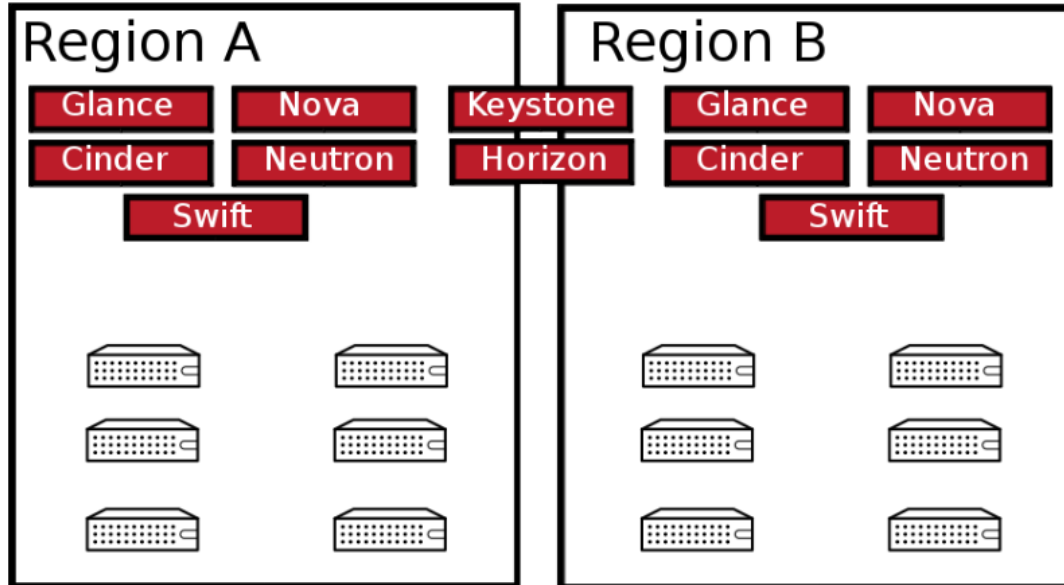 Region A
Region B
Glance
Nova
Keystone
Glance
Nova
Cinder
Neutron
Horizon
Cinder
Neutron
Swift
Swift